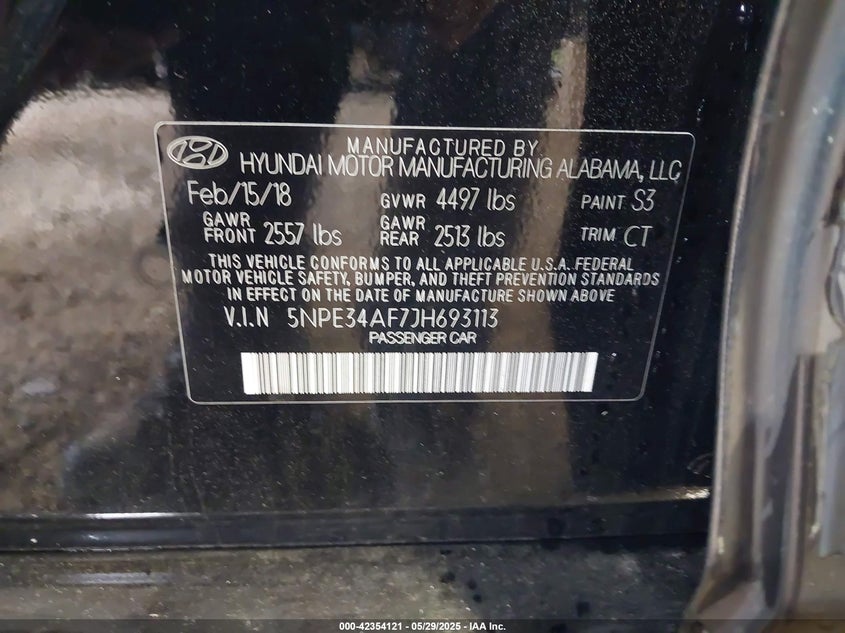 MANUFACTURED BY
HYUNDAI MOTOR MANUFACTURING ALABAMA, LLC
Feb/15/18 GVWR 4497 lbs PAINT S3
GAWR FRONT 2557 lbs GAWR REAR 2513 lbs TRIM CT
THIS VEHICLE CONFORMS TO ALL APPLICABLE U.S.A. FEDERAL
MOTOR VEHICLE SAFETY, BUMPER, AND THEFT PREVENTION STANDARDS
IN EFFECT ON THE DATE OF MANUFACTURE SHOWN ABOVE
V.I.N 5NPE34AF7JH693113
PASSENGER CAR
000-42354121 - 05/29/2025 - IAA Inc.